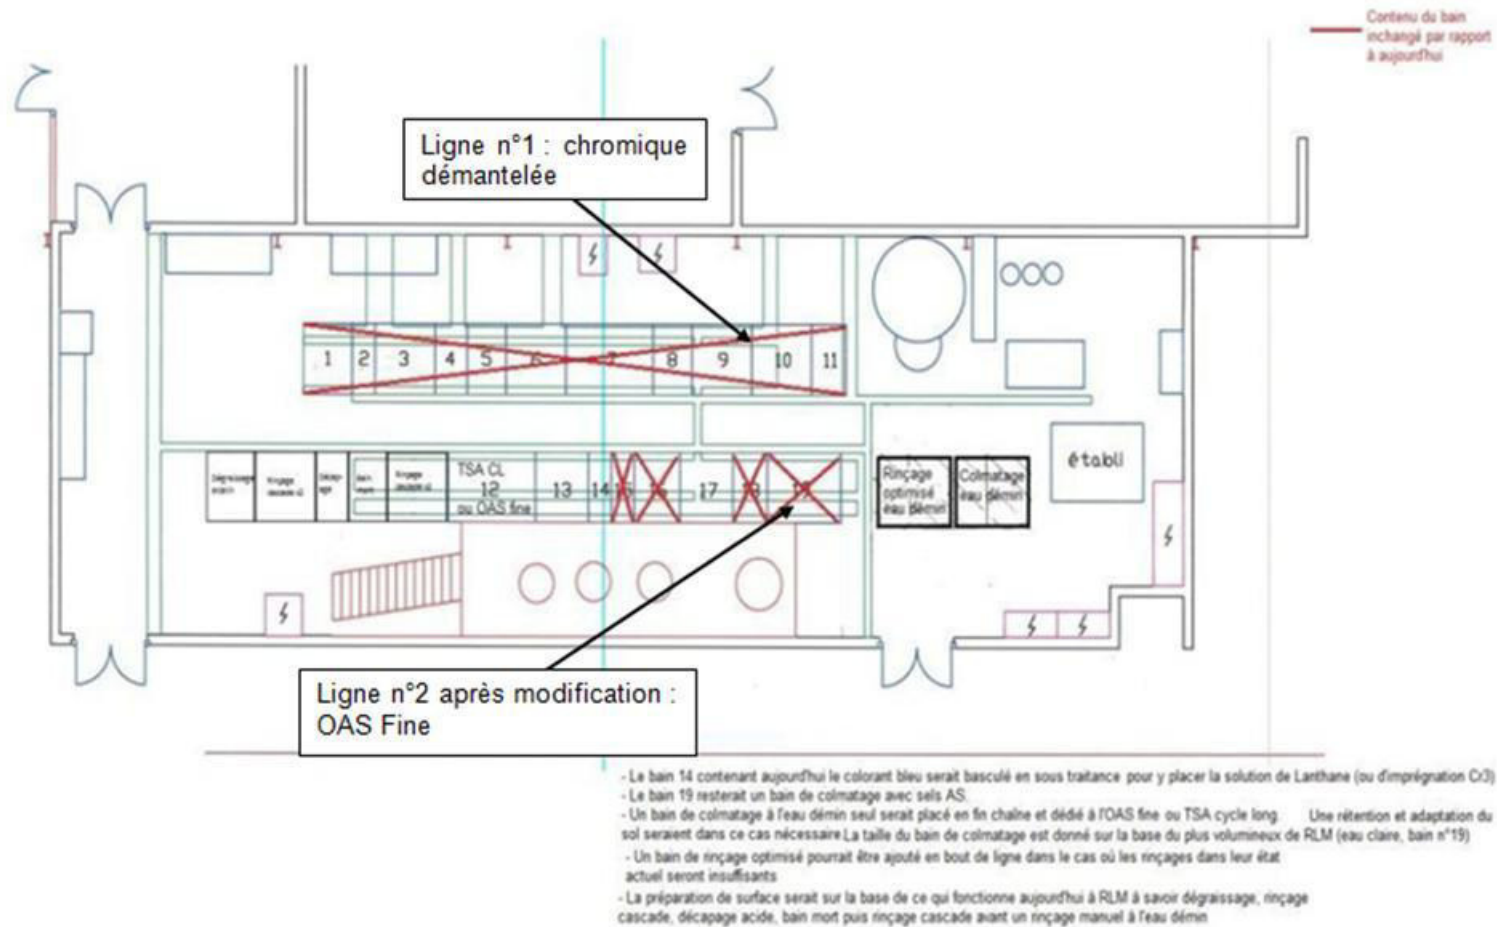 Contenu du bain
inchangé par rapport
à aujourd'hui
Ligne n°1 : chromique
démantelée
1 2 3 4 5 6 7 8 9 10 11
Dégraissage
Rinçage
Rinçage
TSA CL
12
ou OAS fine
13 14 15 16 17 18 19
Rinçage
optimisé
eau démin
Colmatage
eau démin
établi
Ligne n°2 après modification :
OAS Fine
- Le bain 14 contenant aujourd'hui le colorant bleu serait basculé en sous traitance pour y placer la solution de Lanthane (ou d'imprégnation Cr3)
- Le bain 19 resterait un bain de colmatage avec sels AS.
- Un bain de colmatage à l'eau démin seul serait placé en fin chaîne et dédié à l'OAS fine ou TSA cycle long. Une rétention et adaptation du
sol seraient dans ce cas nécessaire.La taille du bain de colmatage est donné sur la base du plus volumineux de RLM (eau claire, bain n°19)
- Un bain de rinçage optimisé pourrait être ajouté en bout de ligne dans le cas où les rinçages dans leur état
actuel seront insuffisants
- La préparation de surface serait sur la base de ce qui fonctionne aujourd'hui à RLM à savoir dégraissage, rinçage
cascade, décapage acide, bain mort puis rinçage cascade avant un rinçage manuel à l'eau démin